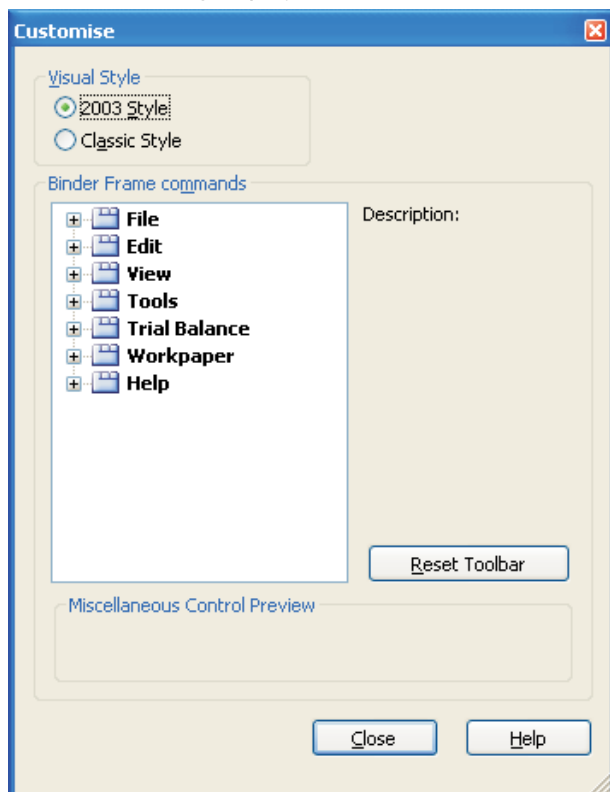 Customise
Visual Style
2003 Style
Classic Style
Binder Frame commands
File
Edit
View
Tools
Trial Balance
Workpaper
Help
Description:
Reset Toolbar
Miscellaneous Control Preview
Close
Help